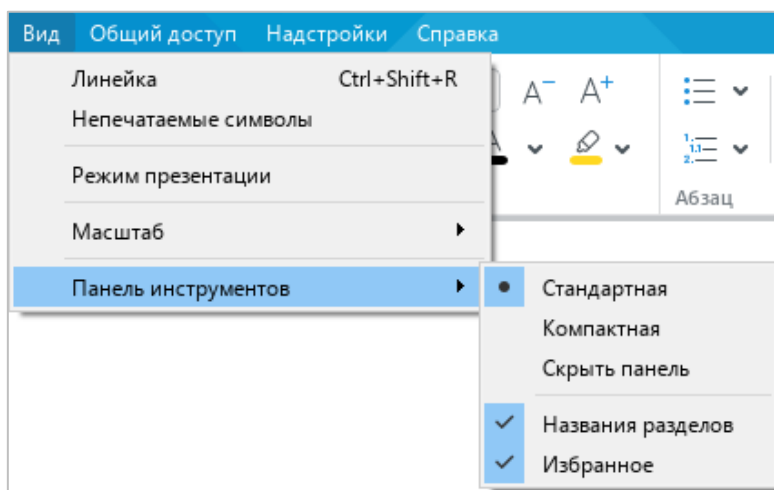 Вид Общий доступ Надстройки Справка
Линейка Ctrl+Shift+R
Непечатаемые символы
Режим презентации
Масштаб
Панель инструментов
Абзац
Стандартная
Компактная
Скрыть панель
Названия разделов
Избранное